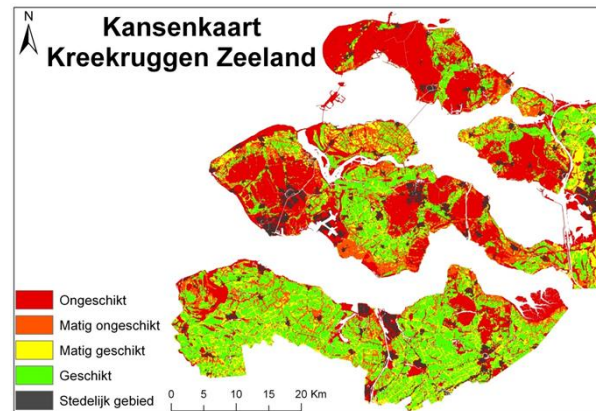 N
Kansenkaart
Kreekruggen Zeeland
Ongeschikt
Matig ongeschikt
Matig geschikt
Geschikt
Stedelijk gebied
0 5 10 15 20 Km